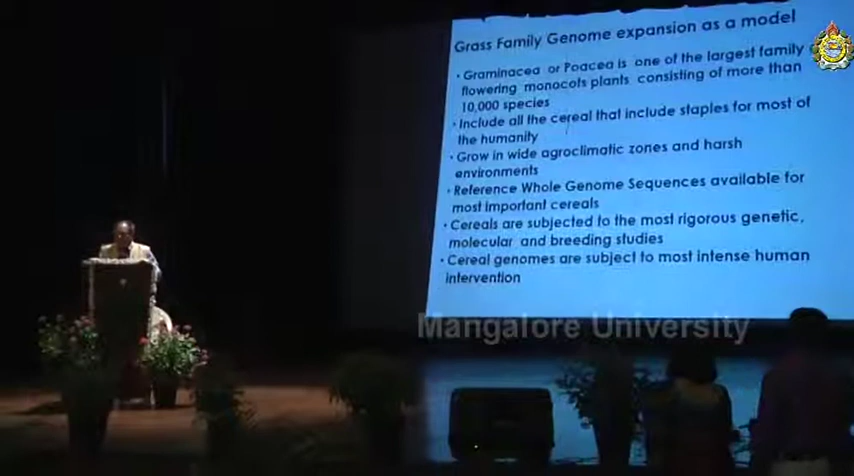 Grass Family Genome expansion as a model
• Graminacea or Poacea is one of the largest family
flowering monocots plants, consisting of more than
10,000 species
• Include all the cereal that include staples for most of
the humanity
• Grow in wide agroclimatic zones and harsh
environments
• Reference Whole Genome Sequences available for
most important cereals
• Cereals are subjected to the most rigorous genetic,
molecular and breeding studies
• Cereal genomes are subject to most intense human
intervention
Mangalore University